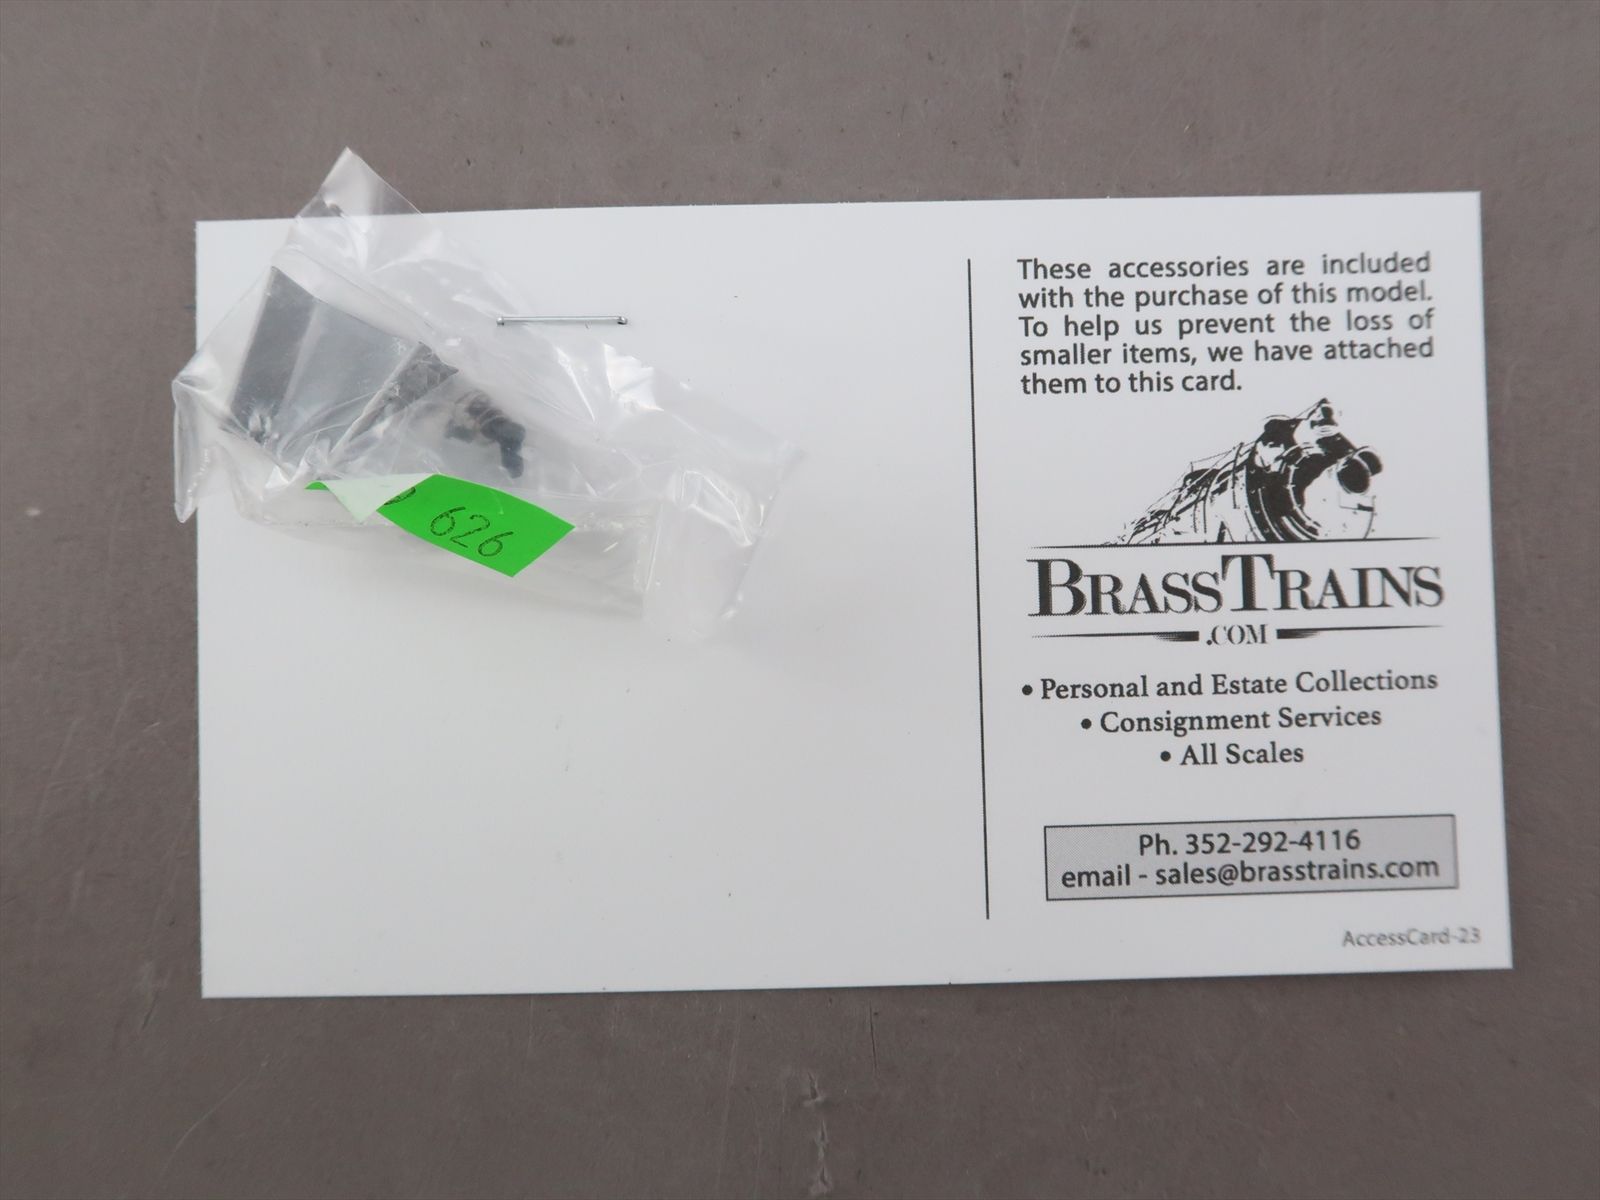 626
These accessories are included
with the purchase of this model.
To help us prevent the loss of
smaller items, we have attached
them to this card.
BRASSTRAINS
.COM
• Personal and Estate Collections
• Consignment Services
• All Scales
Ph. 352-292-4116
email - sales@brasstrains.com
AccessCard-23